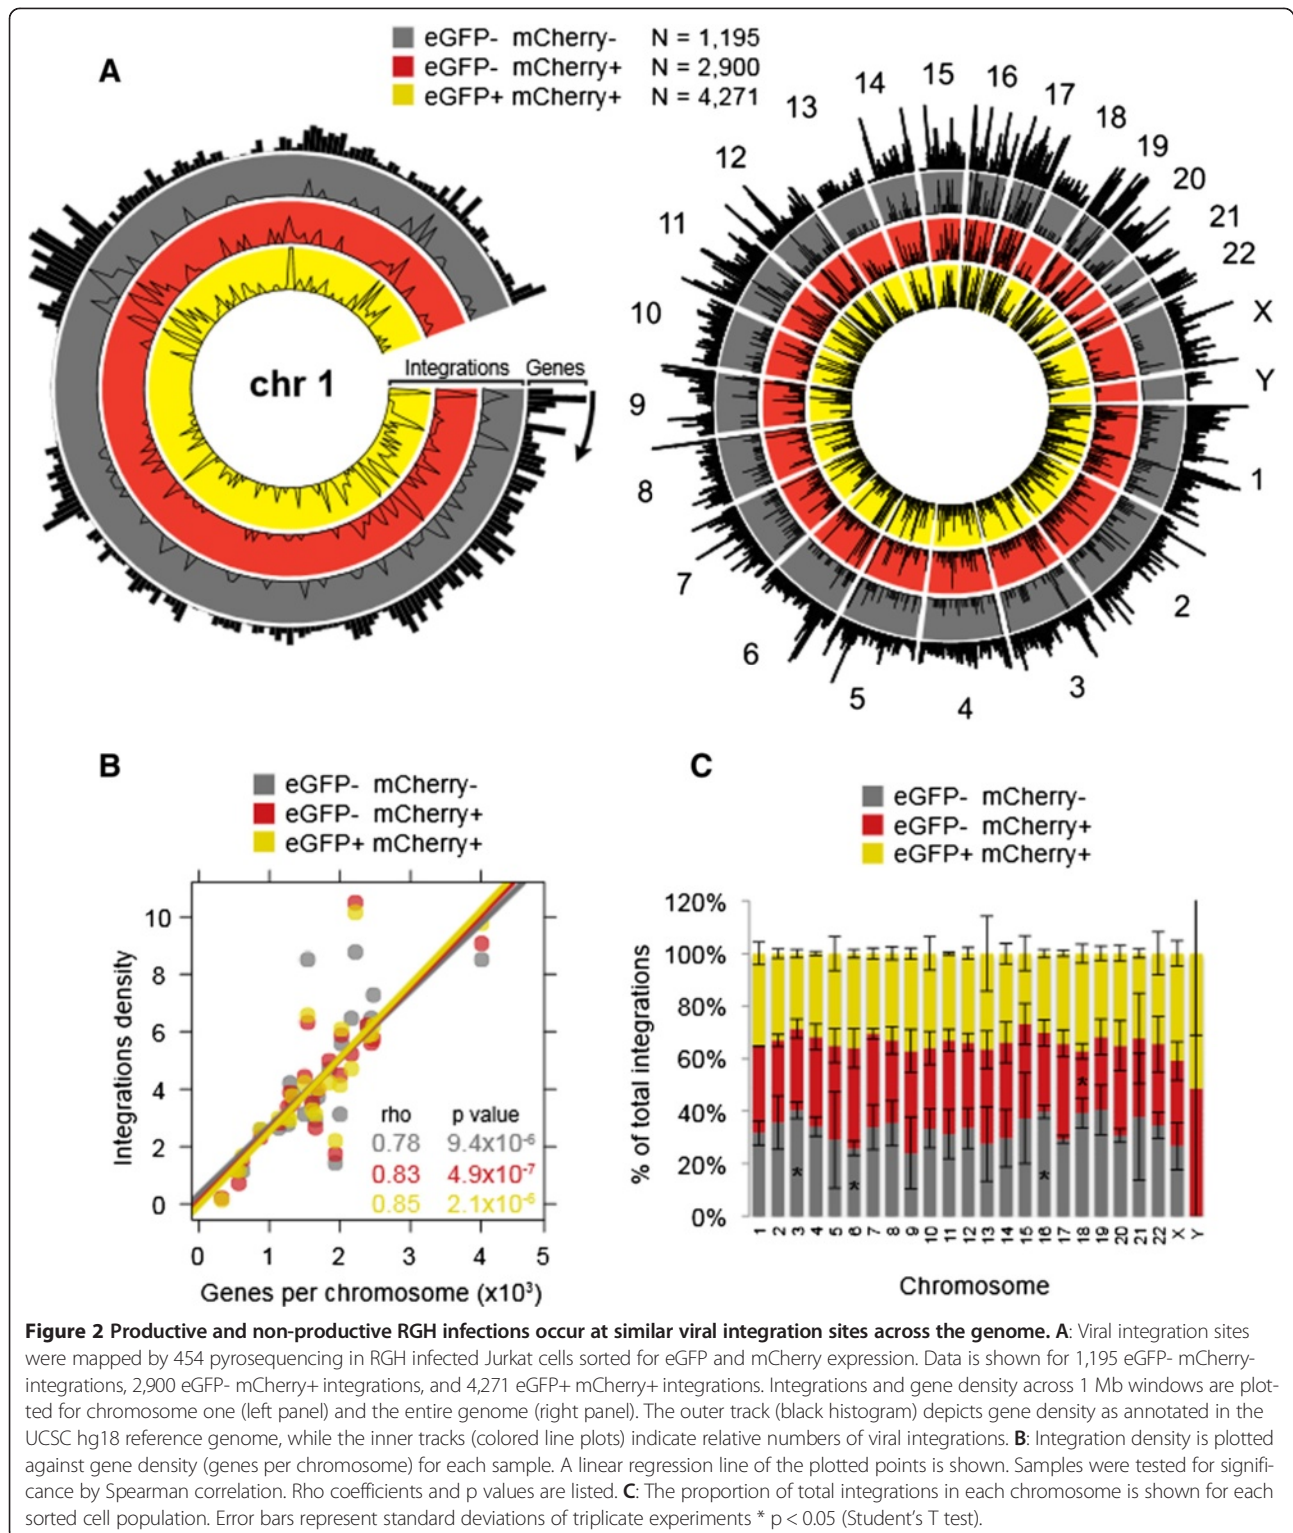 A
eGFP- mCherry- N = 1,195
eGFP- mCherry+ N = 2,900
eGFP+ mCherry+ N = 4,271
chr 1
Integrations Genes
1
2
3
4
5
6
7
8
9
10
11
12
13
14
15
16
17
18
19
20
21
22
X
Y
B
eGFP- mCherry-
eGFP- mCherry+
eGFP+ mCherry+
Integrations density
10
8
6
4
2
0
rho p value
0.78 9.4x10⁻⁶
0.83 4.9x10⁻⁷
0.85 2.1x10⁻⁶
0 1 2 3 4 5
Genes per chromosome (x10³)
C
eGFP- mCherry-
eGFP- mCherry+
eGFP+ mCherry+
% of total integrations
120%
100%
80%
60%
40%
20%
0%
*
*
*
*
1 2 3 4 5 6 7 8 9 10 11 12 13 14 15 16 17 18 19 20 21 22 X Y
Chromosome
Figure 2 Productive and non-productive RGH infections occur at similar viral integration sites across the genome. A: Viral integration sites
were mapped by 454 pyrosequencing in RGH infected Jurkat cells sorted for eGFP and mCherry expression. Data is shown for 1,195 eGFP- mCherry-
integrations, 2,900 eGFP- mCherry+ integrations, and 4,271 eGFP+ mCherry+ integrations. Integrations and gene density across 1 Mb windows are plot-
ted for chromosome one (left panel) and the entire genome (right panel). The outer track (black histogram) depicts gene density as annotated in the
UCSC hg18 reference genome, while the inner tracks (colored line plots) indicate relative numbers of viral integrations. B: Integration density is plotted
against gene density (genes per chromosome) for each sample. A linear regression line of the plotted points is shown. Samples were tested for signifi-
cance by Spearman correlation. Rho coefficients and p values are listed. C: The proportion of total integrations in each chromosome is shown for each
sorted cell population. Error bars represent standard deviations of triplicate experiments * p < 0.05 (Student's T test).